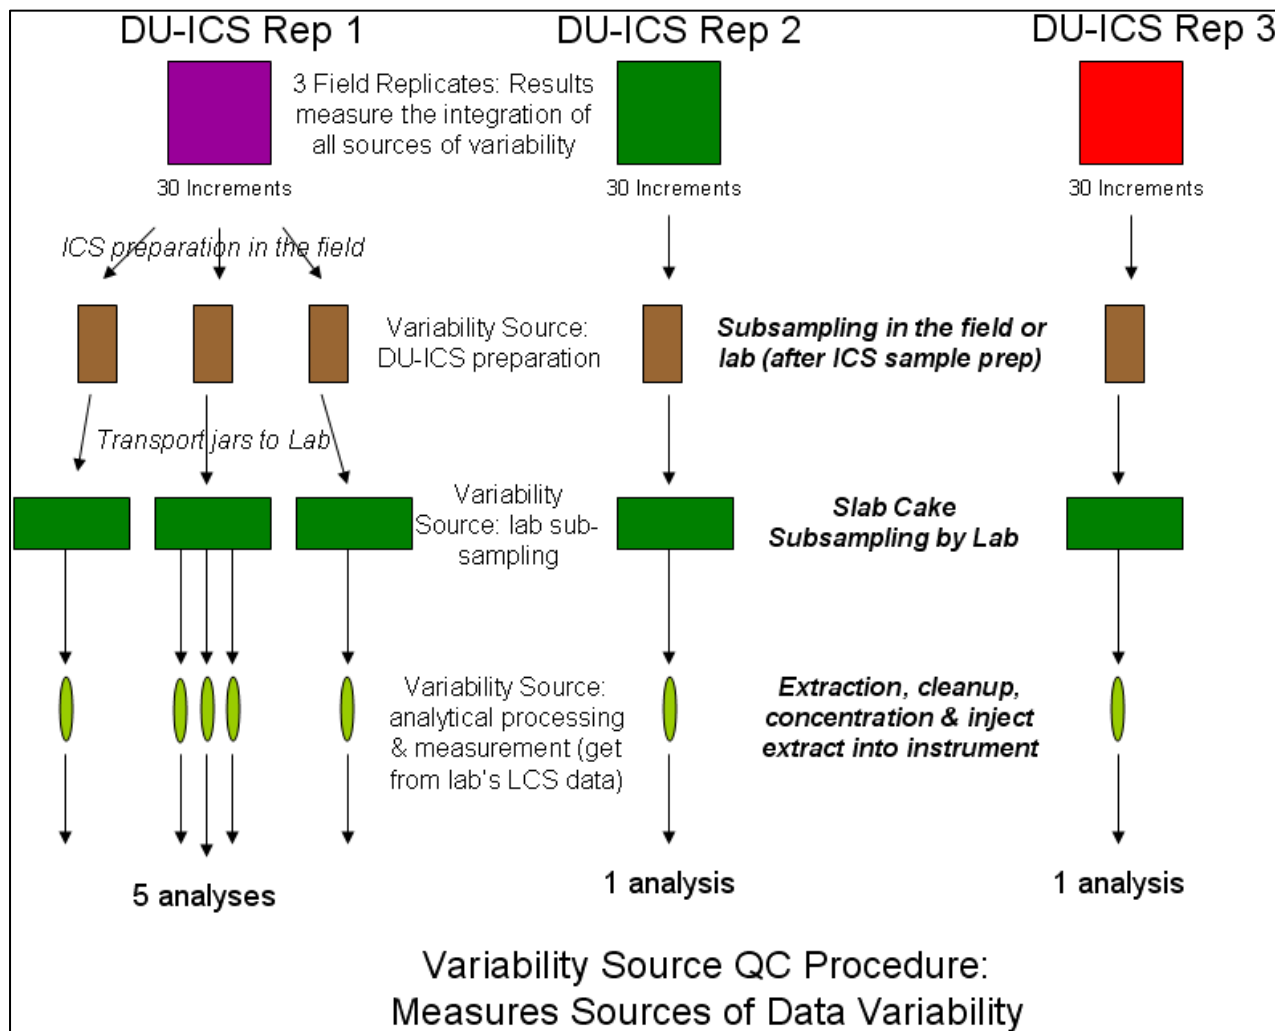 DU-ICS Rep 1
DU-ICS Rep 2
DU-ICS Rep 3
3 Field Replicates: Results
measure the integration of
all sources of variability
30 Increments
30 Increments
30 Increments
ICS preparation in the field
Variability Source:
DU-ICS preparation
Subsampling in the field or
lab (after ICS sample prep)
Transport jars to Lab
Variability
Source: lab sub-
sampling
Slab Cake
Subsampling by Lab
Variability Source:
analytical processing
& measurement (get
from lab's LCS data)
Extraction, cleanup,
concentration & inject
extract into instrument
5 analyses
1 analysis
1 analysis
Variability Source QC Procedure:
Measures Sources of Data Variability